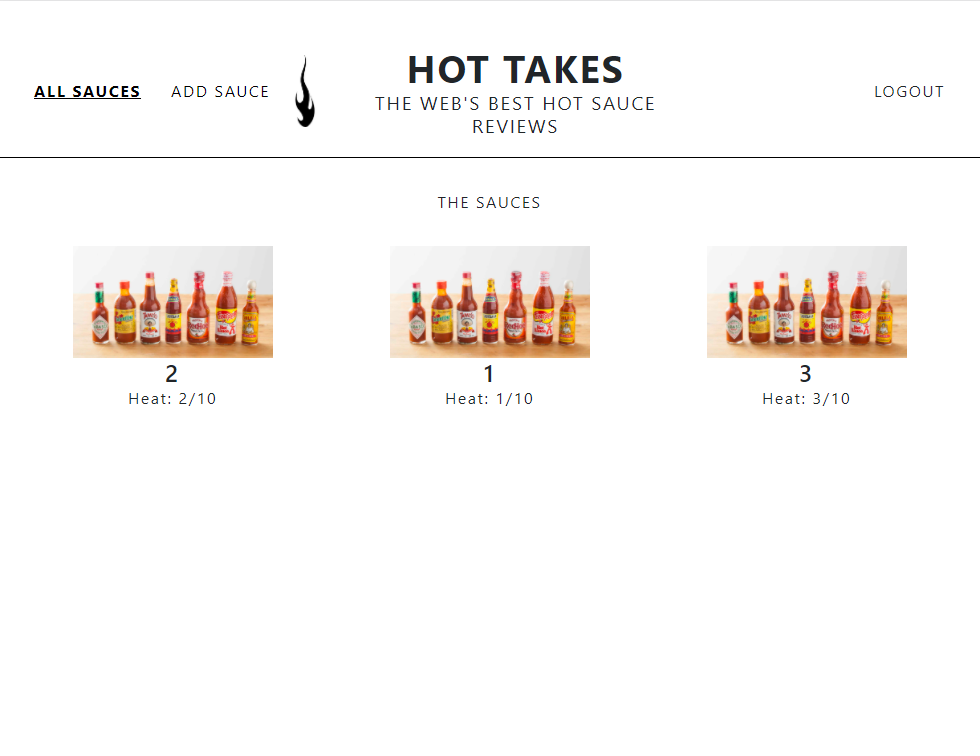 ALL SAUCES
ADD SAUCE
HOT TAKES
THE WEB'S BEST HOT SAUCE
REVIEWS
LOGOUT
THE SAUCES
2
Heat: 2/10
1
Heat: 1/10
3
Heat: 3/10